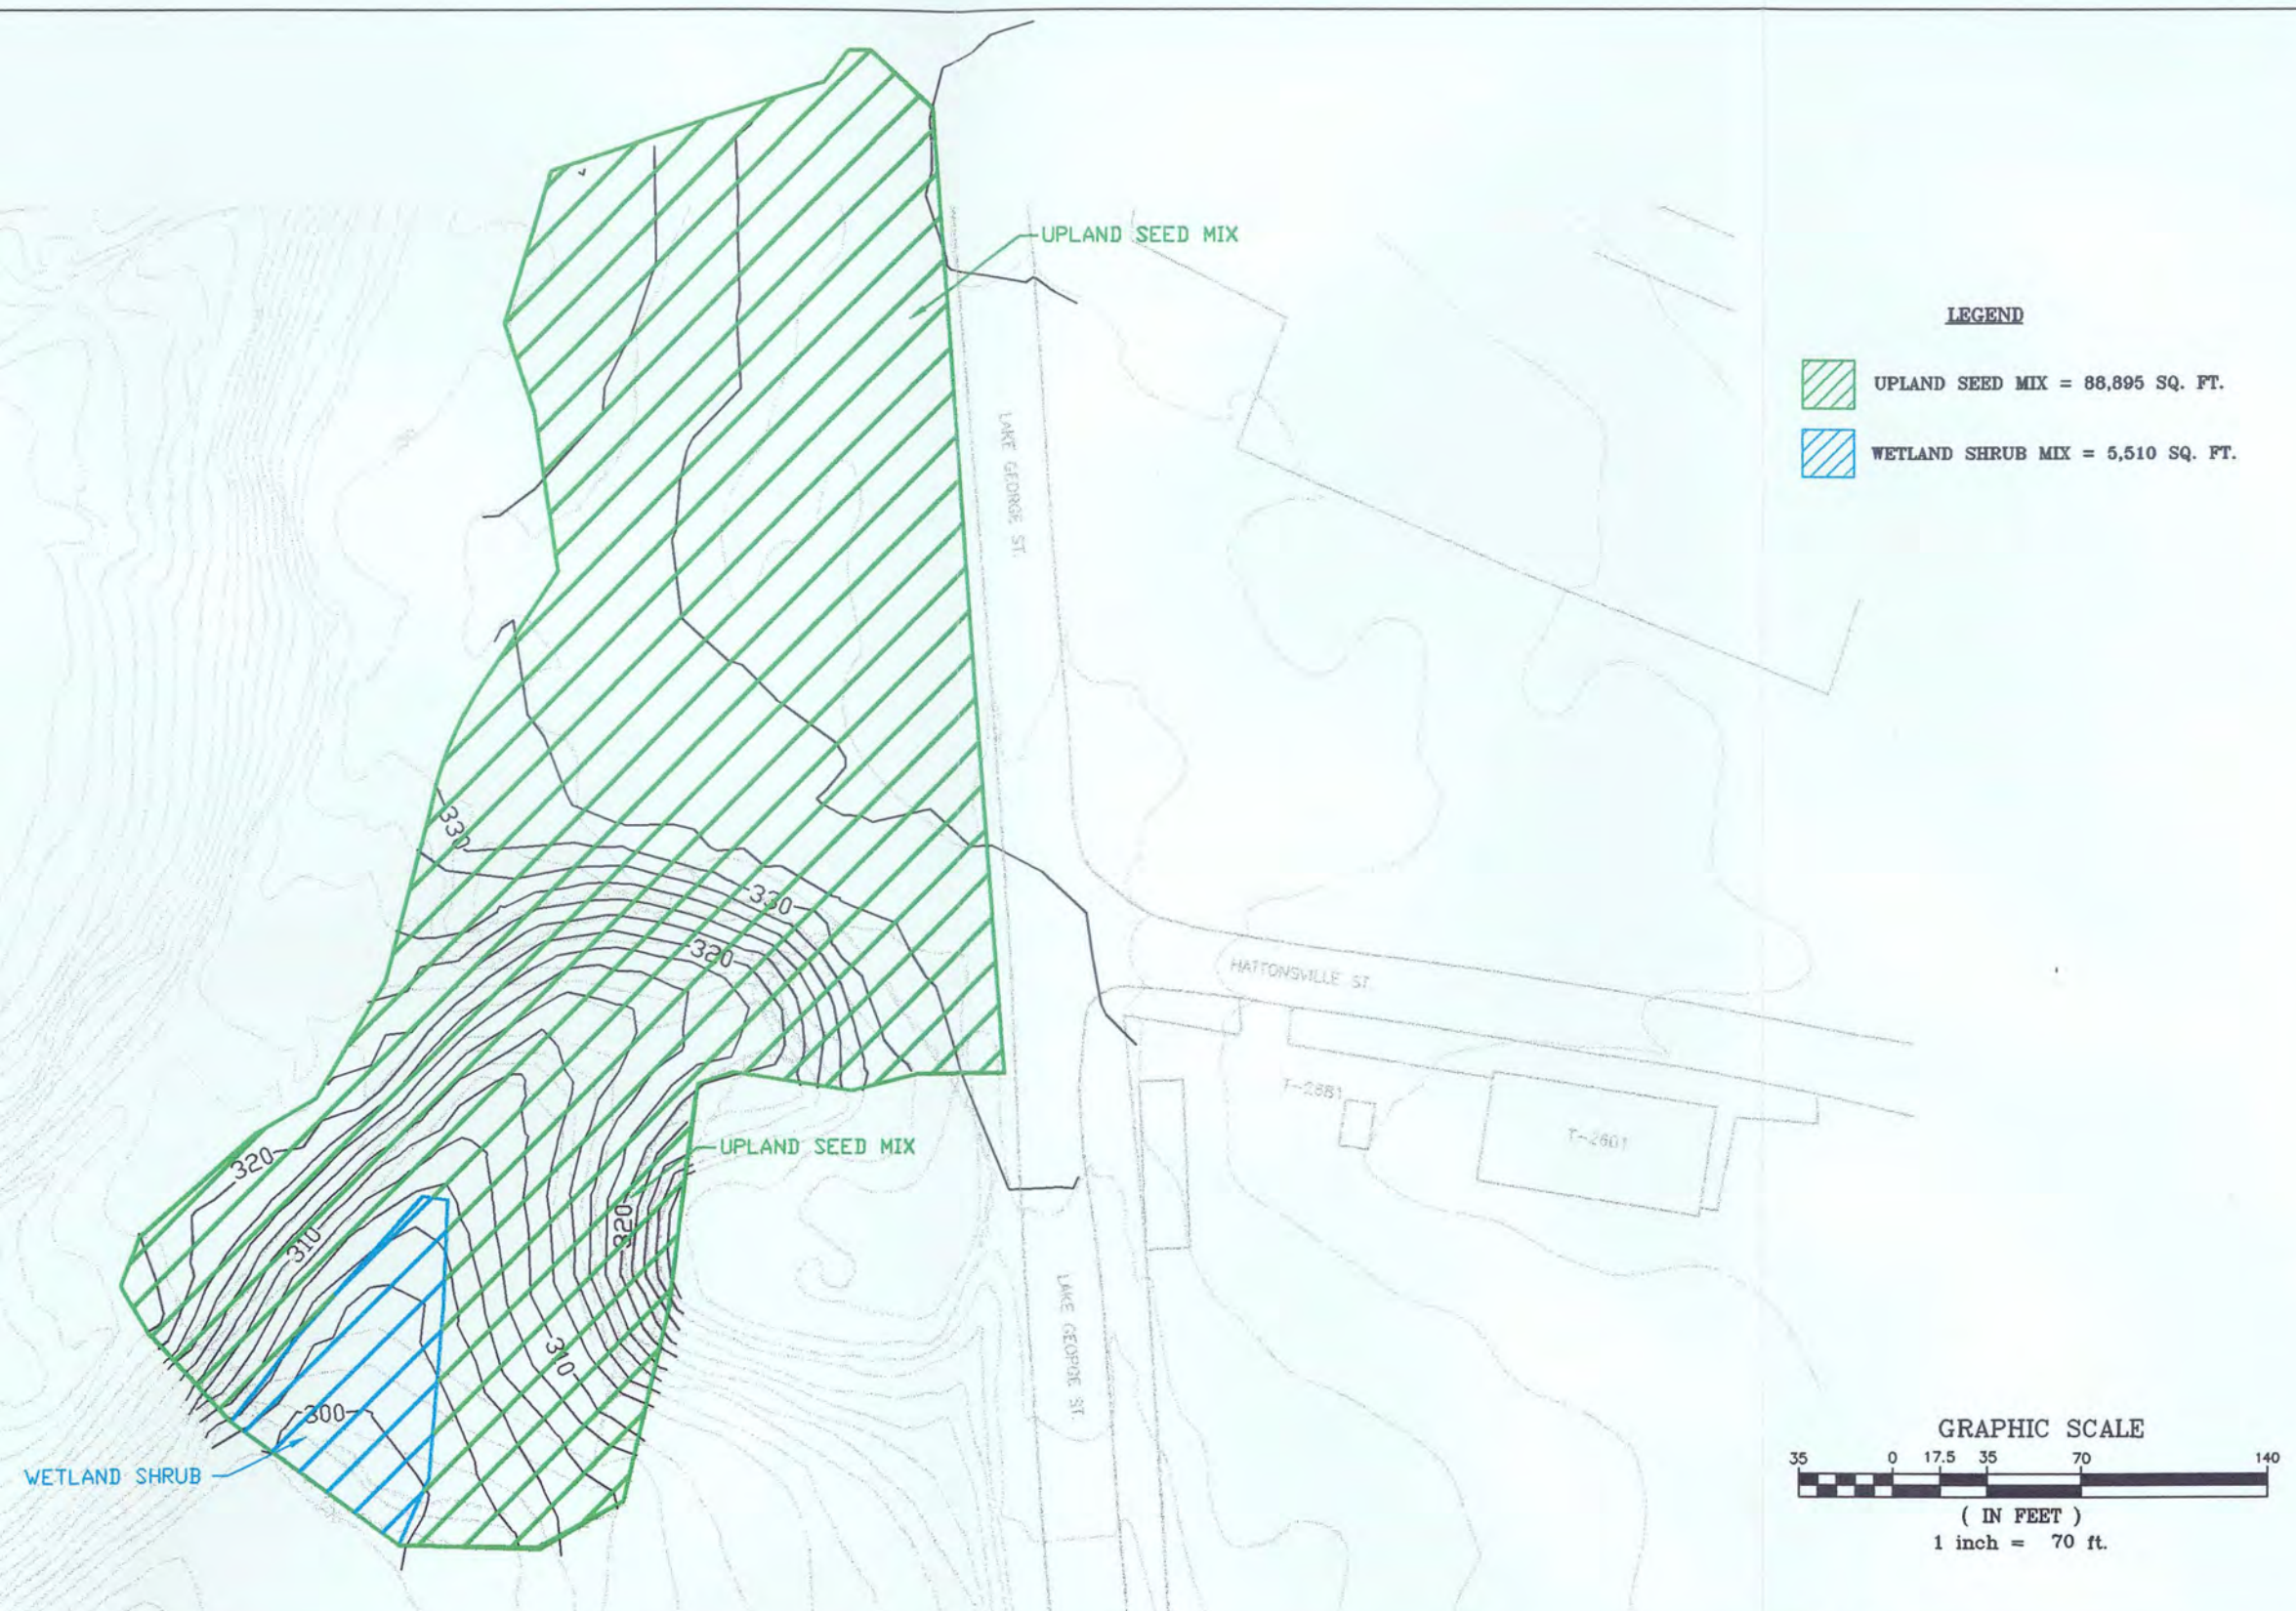 UPLAND SEED MIX
LEGEND
UPLAND SEED MIX = 88,895 SQ. FT.
WETLAND SHRUB MIX = 5,510 SQ. FT.
LAKE GEORGE ST.
330
330
320
HATTONSVILLE ST.
T-2681
T-2601
UPLAND SEED MIX
320
320
310
310
LAKE GEORGE ST.
300
WETLAND SHRUB
GRAPHIC SCALE
35 0 17.5 35 70 140
( IN FEET )
1 inch = 70 ft.